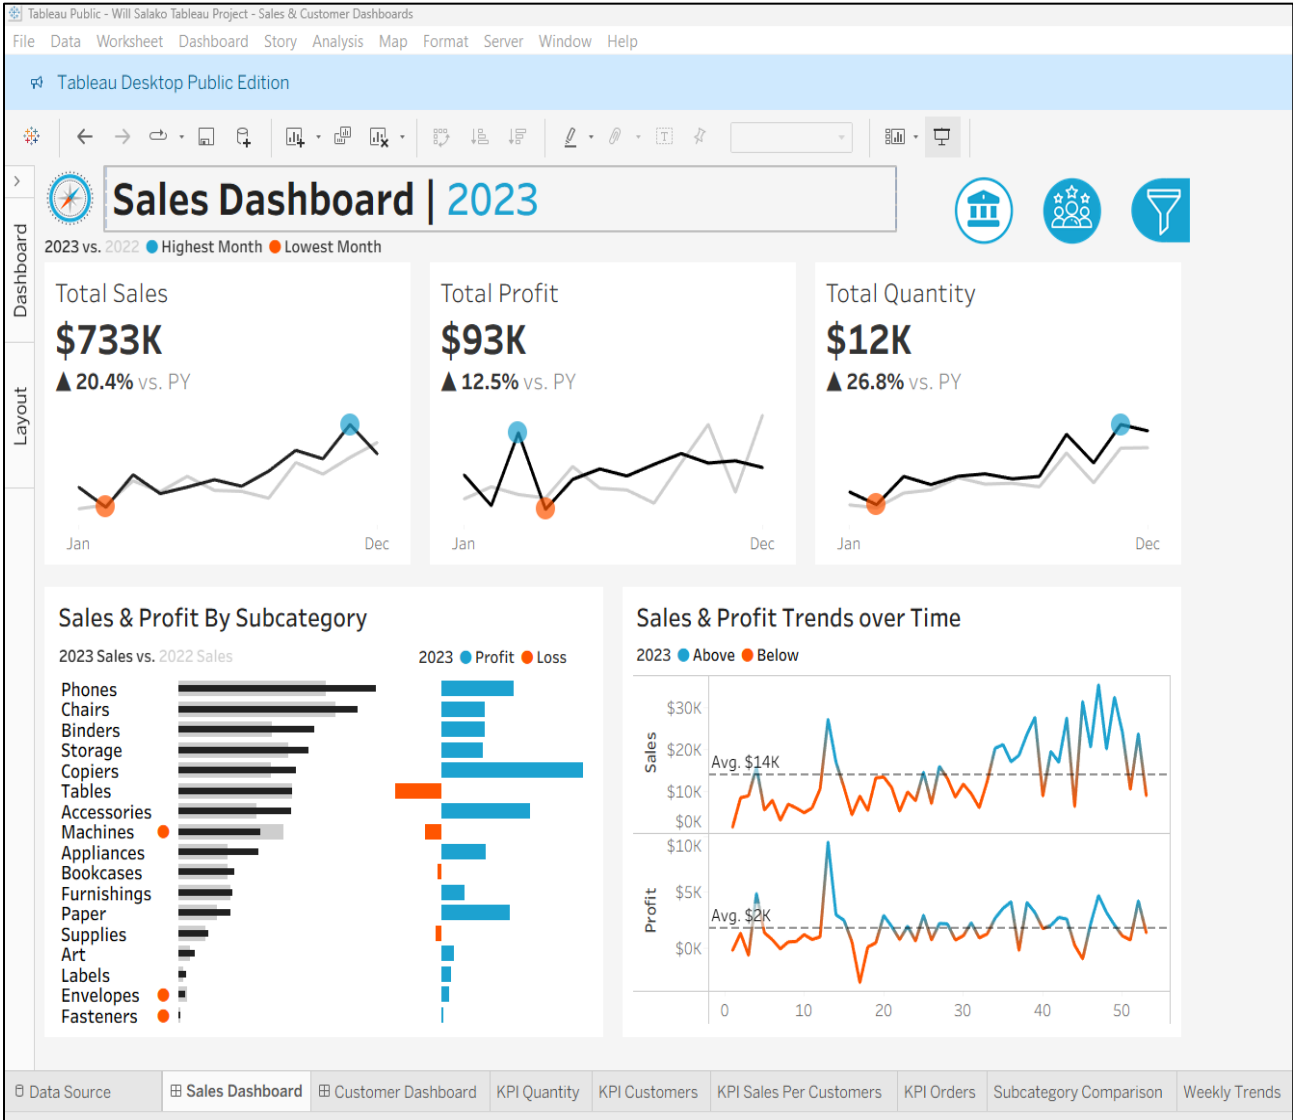 Tableau Public - Will Salako Tableau Project - Sales & Customer Dashboards
File Data Worksheet Dashboard Story Analysis Map Format Server Window Help
Tableau Desktop Public Edition
Dashboard
Layout
Sales Dashboard | 2023
2023 vs. 2022 Highest Month Lowest Month
Total Sales
$733K
▲ 20.4% vs. PY
Jan Dec
Total Profit
$93K
▲ 12.5% vs. PY
Jan Dec
Total Quantity
$12K
▲ 26.8% vs. PY
Jan Dec
Sales & Profit By Subcategory
2023 Sales vs. 2022 Sales
2023 Profit Loss
Phones
Chairs
Binders
Storage
Copiers
Tables
Accessories
Machines
Appliances
Bookcases
Furnishings
Paper
Supplies
Art
Labels
Envelopes
Fasteners
Sales & Profit Trends over Time
2023 Above Below
Sales
$30K
$20K
Avg. $14K
$10K
$0K
Profit
$10K
$5K
Avg. $2K
$0K
0 10 20 30 40 50
Data Source Sales Dashboard Customer Dashboard KPI Quantity KPI Customers KPI Sales Per Customers KPI Orders Subcategory Comparison Weekly Trends